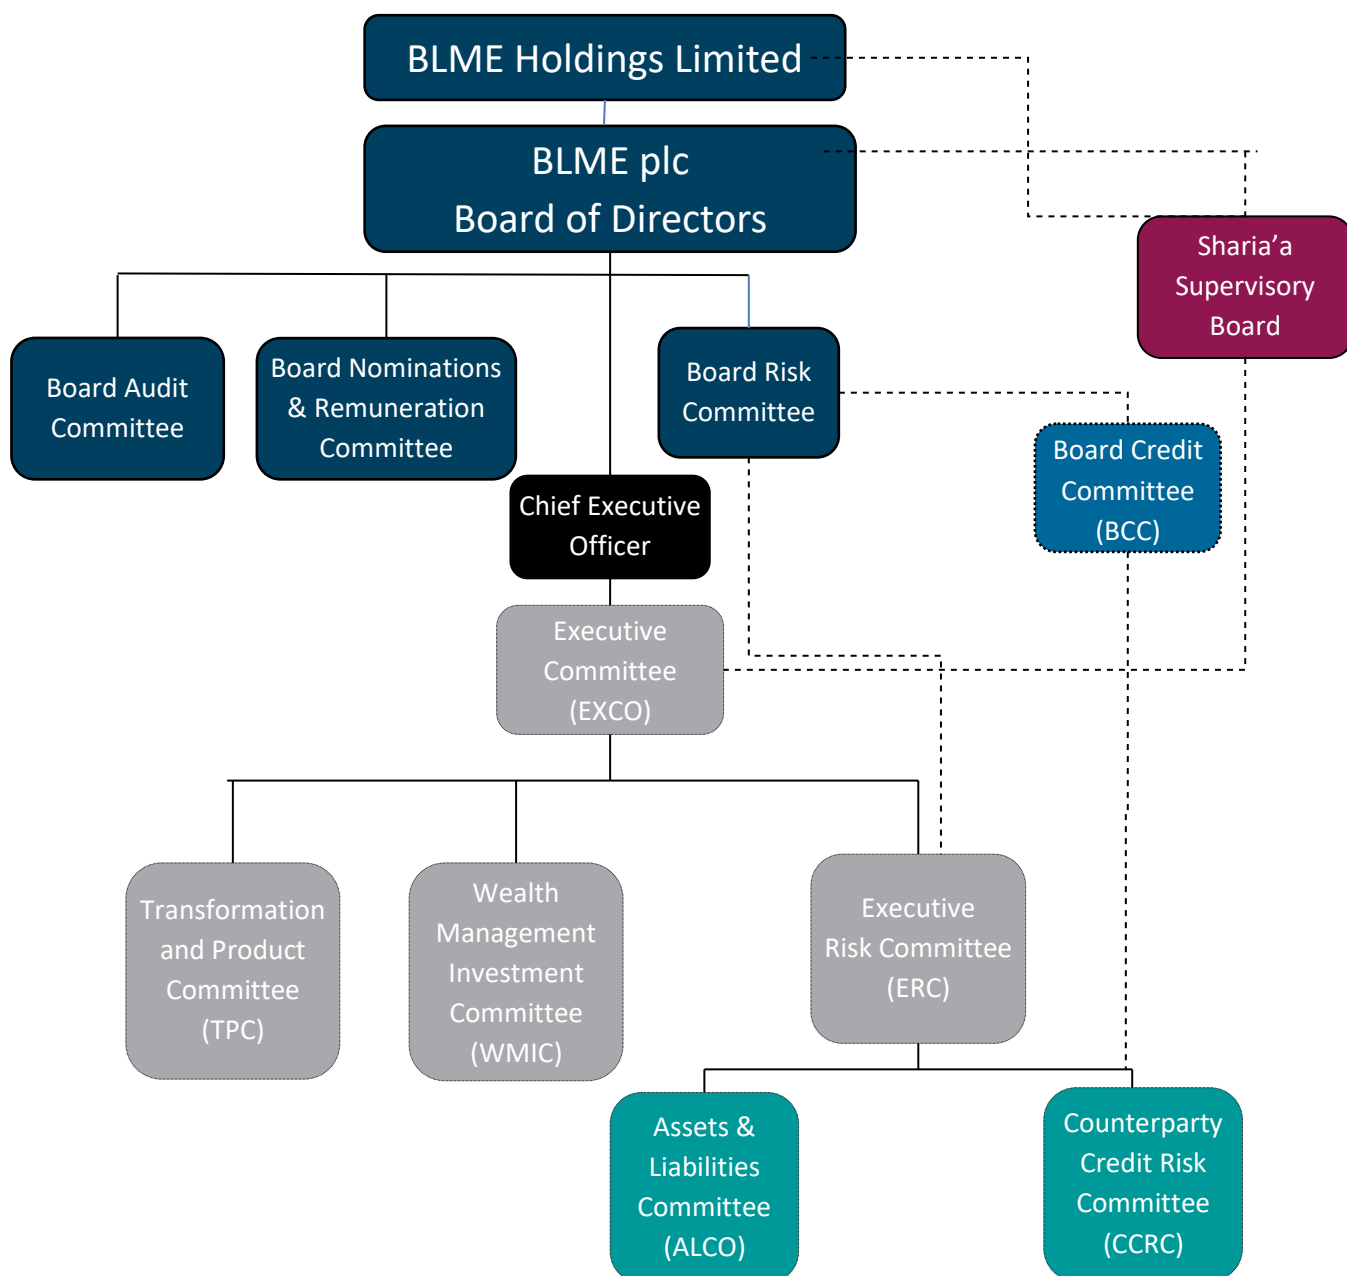 BLME Holdings Limited
BLME plc
Board of Directors
Sharia’a
Supervisory
Board
Board Audit
Committee
Board Nominations
& Remuneration
Committee
Board Risk
Committee
Board Credit
Committee
(BCC)
Chief Executive
Officer
Executive
Committee
(EXCO)
Transformation
and Product
Committee
(TPC)
Wealth
Management
Investment
Committee
(WMIC)
Executive
Risk Committee
(ERC)
Assets &
Liabilities
Committee
(ALCO)
Counterparty
Credit Risk
Committee
(CCRC)